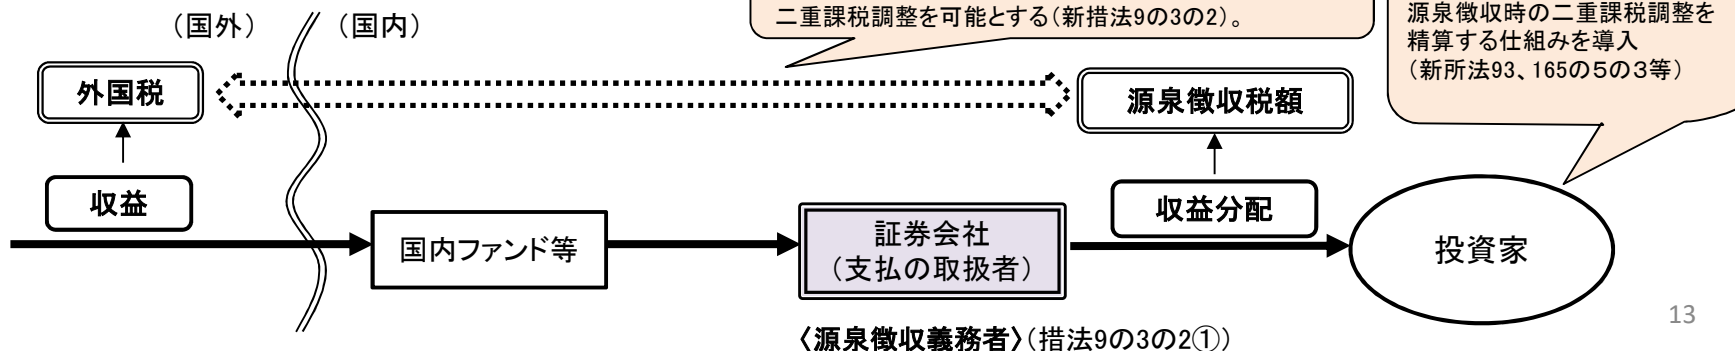 二重課税調整を可能とする(新措法9の3の2)。
源泉徴収時の二重課税調整を
精算する仕組みを導入
(新所法93、165の5の3等)
(国外)
(国内)
外国税
源泉徴収税額
収益
収益分配
国内ファンド等
証券会社
(支払の取扱者)
投資家
〈源泉徴収義務者〉(措法9の3の2①)
13